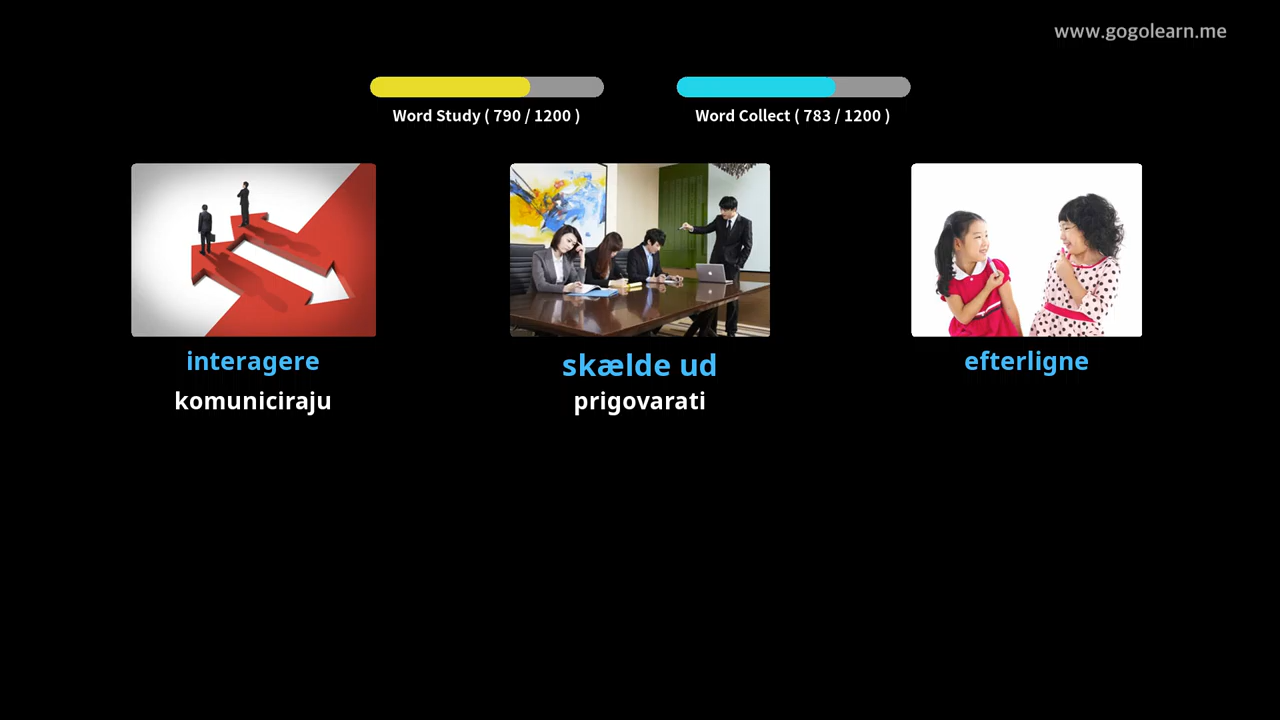 www.gogolearn.me
Word Study ( 790 / 1200 )
Word Collect ( 783 / 1200 )
interagere
komuniciraju
skælde ud
prigovarati
efterligne